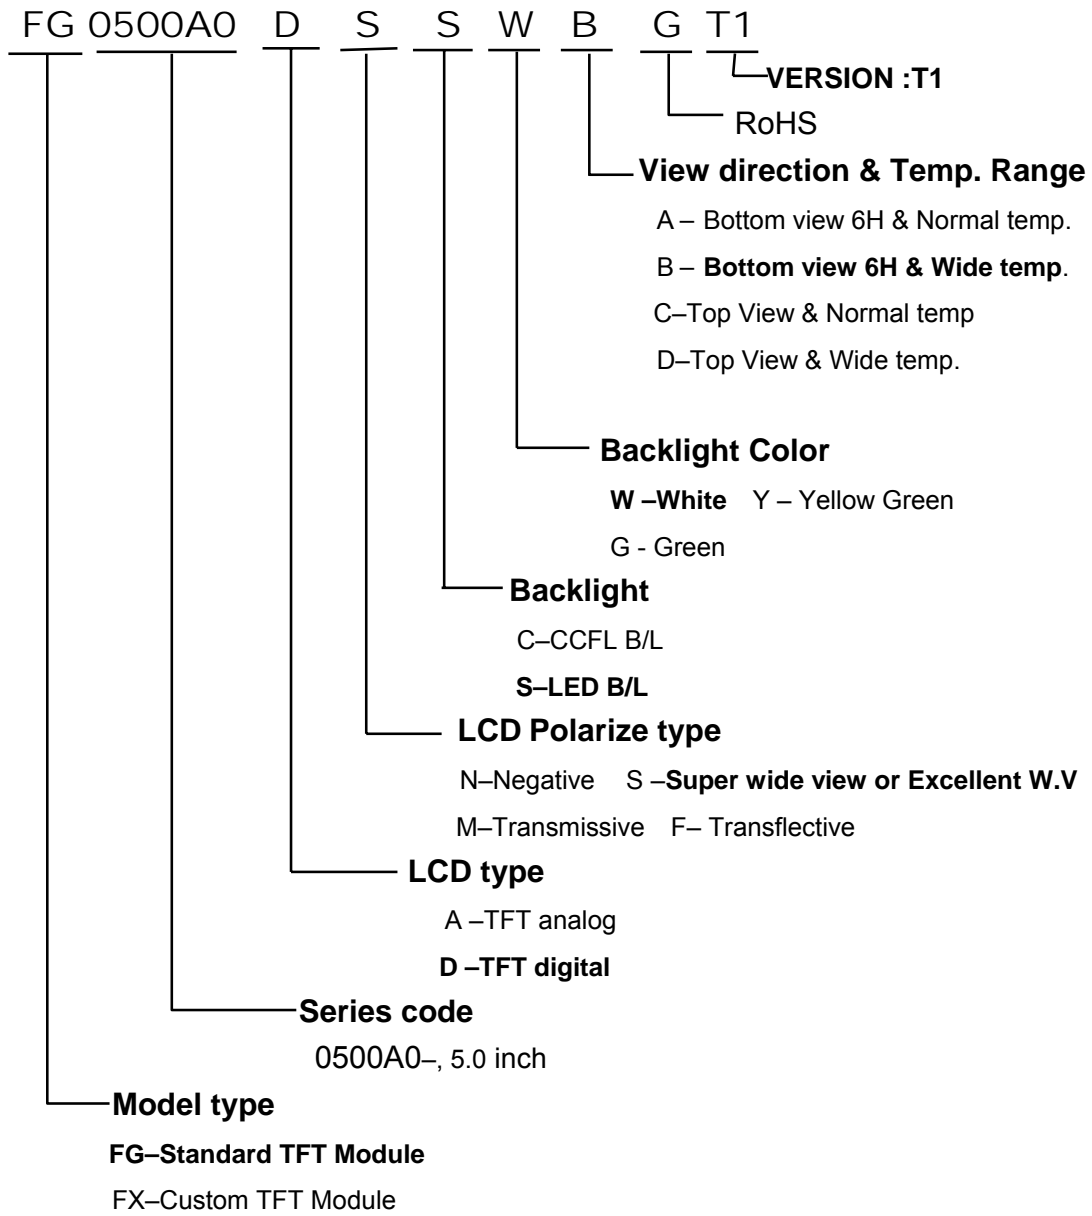 FG 0500A0 D S S W B G T1
VERSION :T1
RoHS
View direction & Temp. Range
A – Bottom view 6H & Normal temp.
B – Bottom view 6H & Wide temp.
C–Top View & Normal temp
D–Top View & Wide temp.
Backlight Color
W –White Y – Yellow Green
G - Green
Backlight
C–CCFL B/L
S–LED B/L
LCD Polarize type
N–Negative S –Super wide view or Excellent W.V
M–Transmissive F– Transflective
LCD type
A –TFT analog
D –TFT digital
Series code
0500A0–, 5.0 inch
Model type
FG–Standard TFT Module
FX–Custom TFT Module